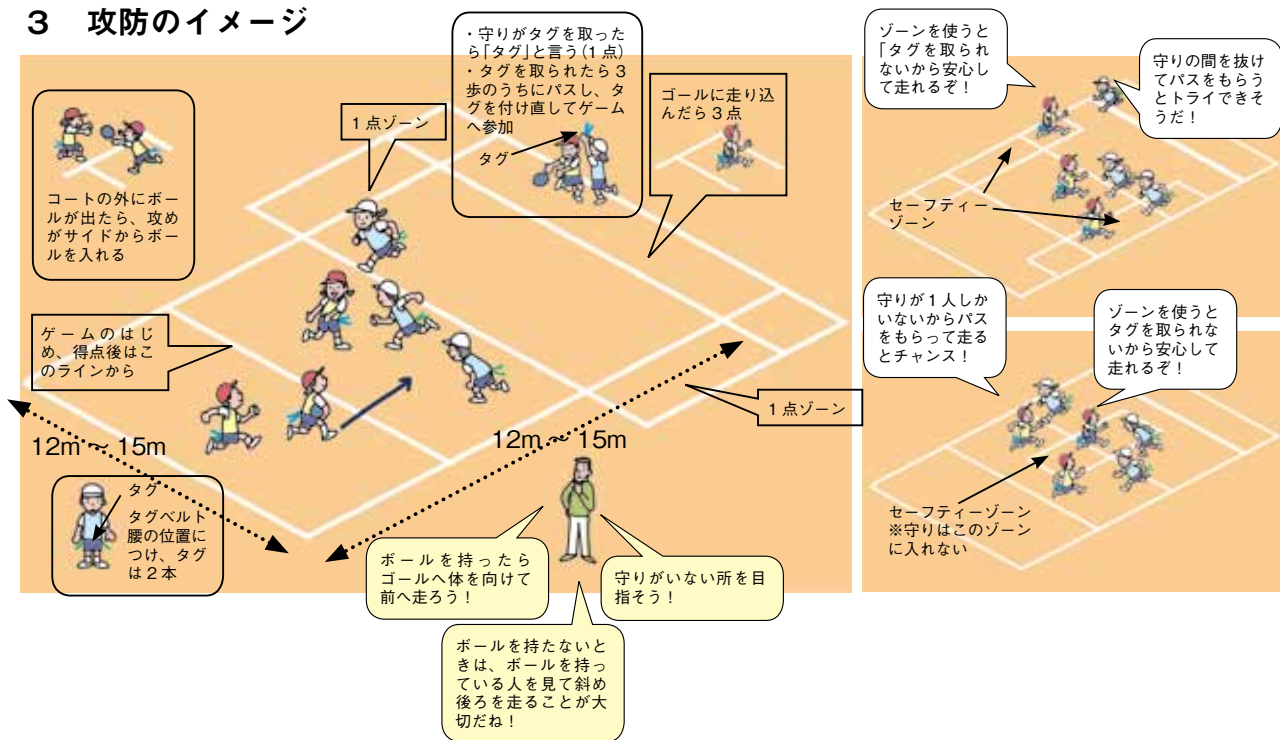 ３　攻防のイメージ
コートの外にボー
ルが出たら、攻め
がサイドからボー
ルを入れる
１点ゾーン
・守りがタグを取った
ら「タグ」と言う(１点)
・タグを取られたら３
歩のうちにパスし、タ
グを付け直してゲーム
へ参加
タグ
ゴールに走り込
んだら３点
ゲームのはじ
め、得点後はこ
のラインから
12m～15m
タグ
タグベルト
腰の位置に
つけ、タグ
は２本
12m～15m
１点ゾーン
ボールを持ったら
ゴールへ体を向けて
前へ走ろう！
守りがいない所を目
指そう！
ボールを持たないと
きは、ボールを持っ
ている人を見て斜め
後ろを走ることが大
切だね！
ゾーンを使うと
「タグを取られ
ないから安心し
て走れるぞ！
守りの間を抜け
てパスをもらう
とトライできそ
うだ！
セーフティー
ゾーン
守りが１人しか
いないからパス
をもらって走る
とチャンス！
ゾーンを使うと
タグを取られな
いから安心して
走れるぞ！
セーフティーゾーン
※守りはこのゾーン
に入れない